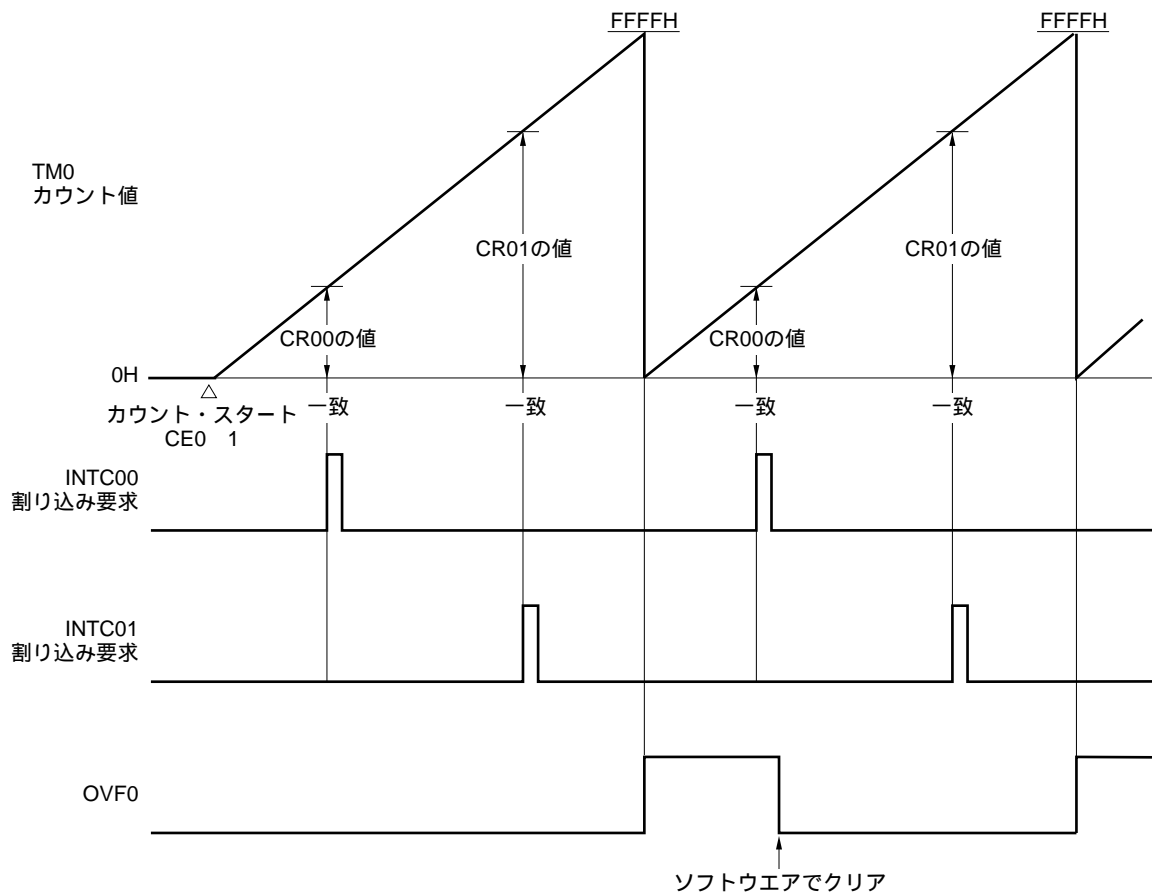 FFFFH
FFFFH
TM0
カウント値
CR01の値
CR01の値
CR00の値
CR00の値
0H
カウント・スタート
CE0 1
一致
一致
一致
一致
INTC00
割り込み要求
INTC01
割り込み要求
OVF0
ソフトウエアでクリア